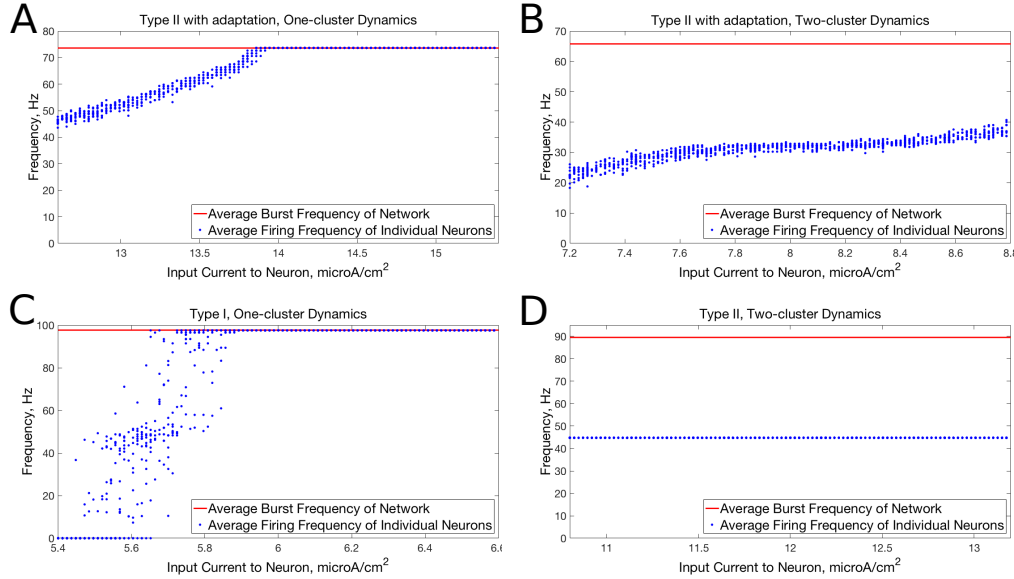 A
Type II with adaptation, One-cluster Dynamics
80
70
60
50
40
30
20
10
0
Frequency, Hz
Average Burst Frequency of Network
Average Firing Frequency of Individual Neurons
13 13.5 14 14.5 15
Input Current to Neuron, microA/cm2
B
Type II with adaptation, Two-cluster Dynamics
70
60
50
40
30
20
10
0
Frequency, Hz
Average Burst Frequency of Network
Average Firing Frequency of Individual Neurons
7.2 7.4 7.6 7.8 8 8.2 8.4 8.6 8.8
Input Current to Neuron, microA/cm2
C
Type I, One-cluster Dynamics
100
80
60
40
20
0
Frequency, Hz
Average Burst Frequency of Network
Average Firing Frequency of Individual Neurons
5.4 5.6 5.8 6 6.2 6.4 6.6
Input Current to Neuron, microA/cm2
D
Type II, Two-cluster Dynamics
90
80
70
60
50
40
30
20
10
0
Frequency, Hz
Average Burst Frequency of Network
Average Firing Frequency of Individual Neurons
11 11.5 12 12.5 13
Input Current to Neuron, microA/cm2